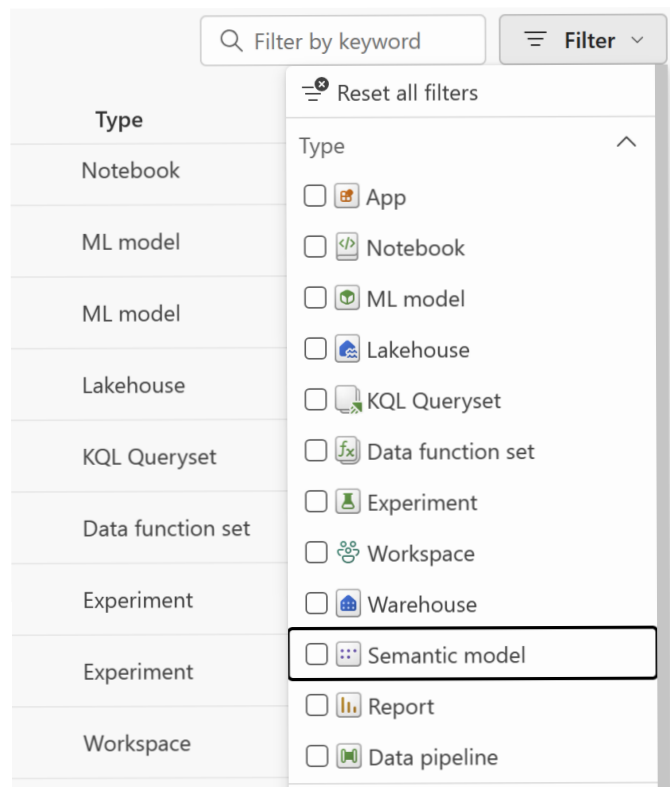 Filter by keyword
Filter
Reset all filters
Type
Type
Notebook
ML model
ML model
Lakehouse
KQL Queryset
Data function set
Experiment
Experiment
Workspace
App
Notebook
ML model
Lakehouse
KQL Queryset
Data function set
Experiment
Workspace
Warehouse
Semantic model
Report
Data pipeline